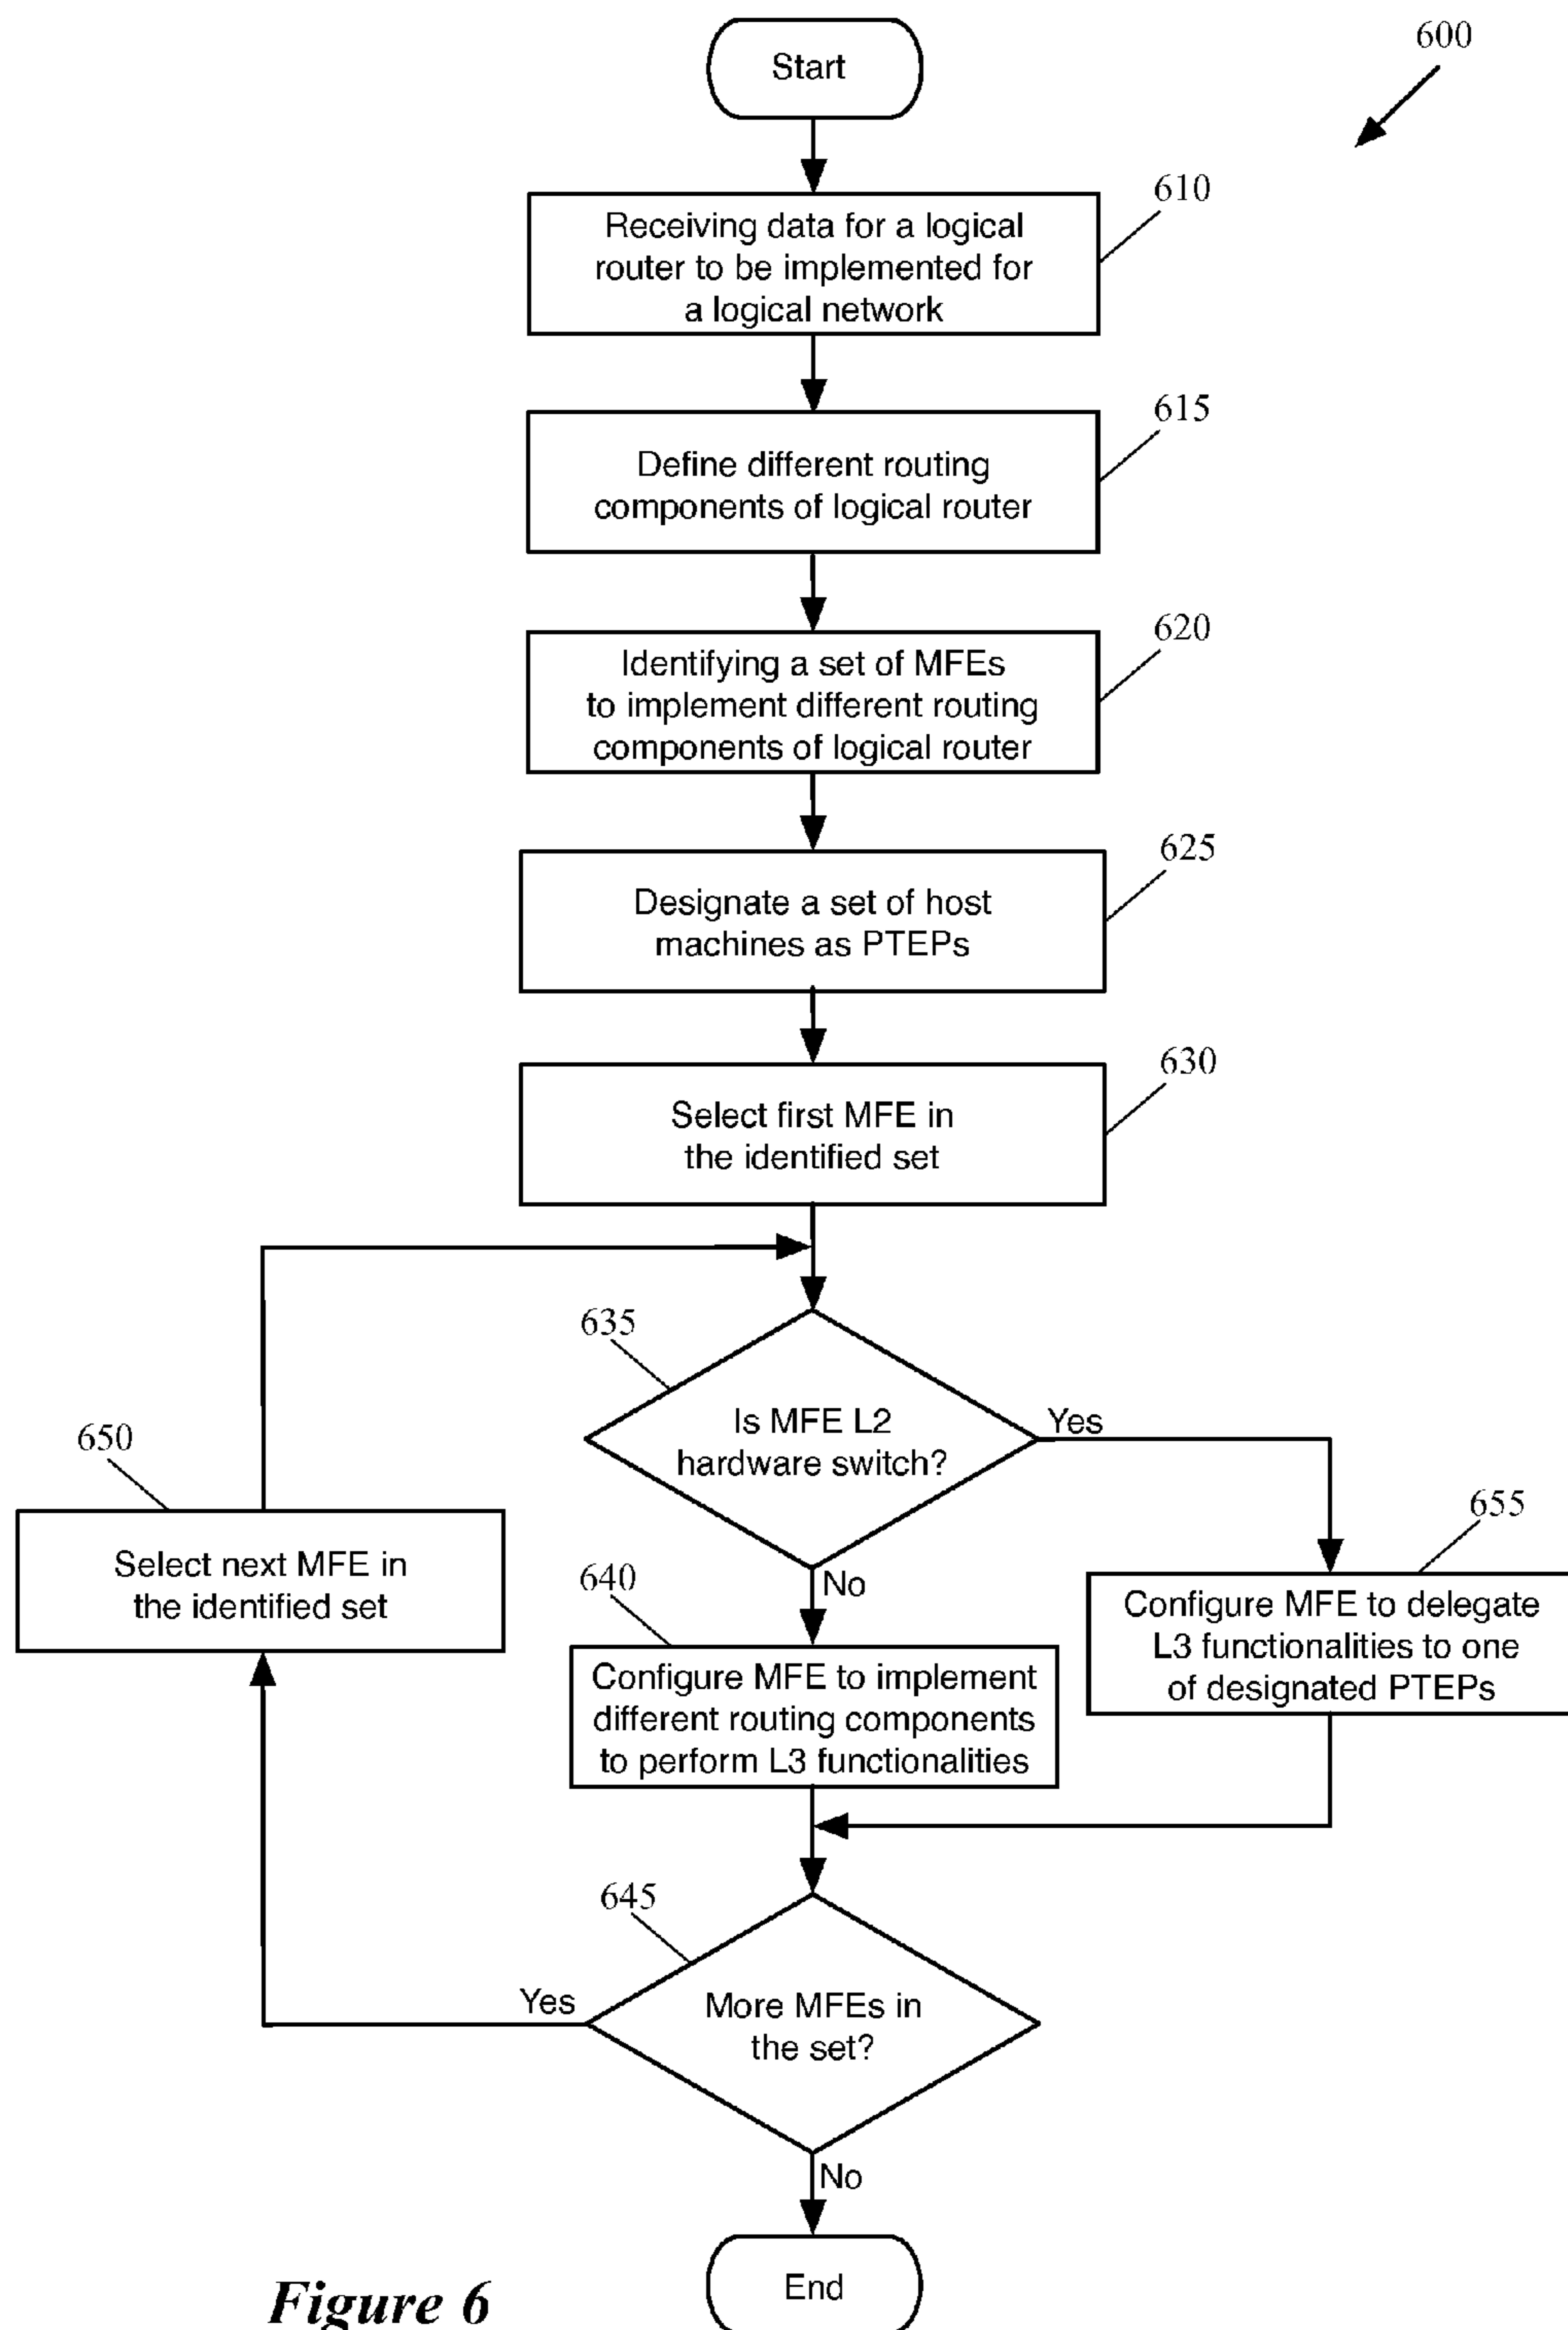 600
Start
610
Receiving data for a logical
router to be implemented for
a logical network
615
Define different routing
components of logical router
620
Identifying a set of MFEs
to implement different routing
components of logical router
625
Designate a set of host
machines as PTEPs
630
Select first MFE in
the identified set
635
Is MFE L2
hardware switch?
Yes
No
650
Select next MFE in
the identified set
655
Configure MFE to delegate
L3 functionalities to one
of designated PTEPs
640
Configure MFE to implement
different routing components
to perform L3 functionalities
645
More MFEs in
the set?
Yes
No
End
Figure 6